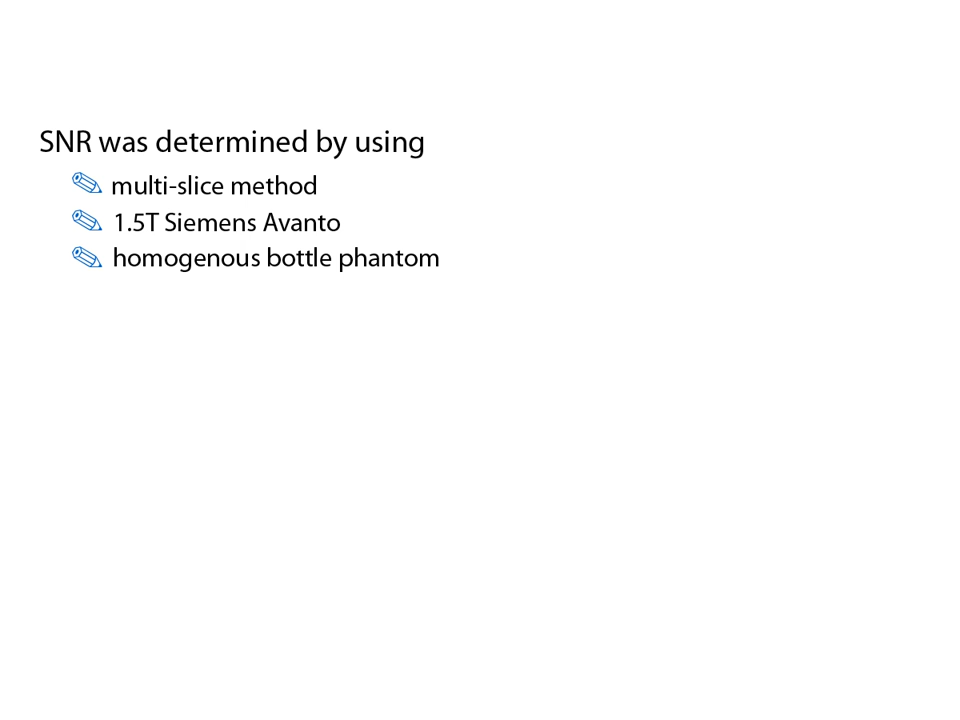 SNR was determined by using
multi-slice method
1.5T Siemens Avanto
homogenous bottle phantom